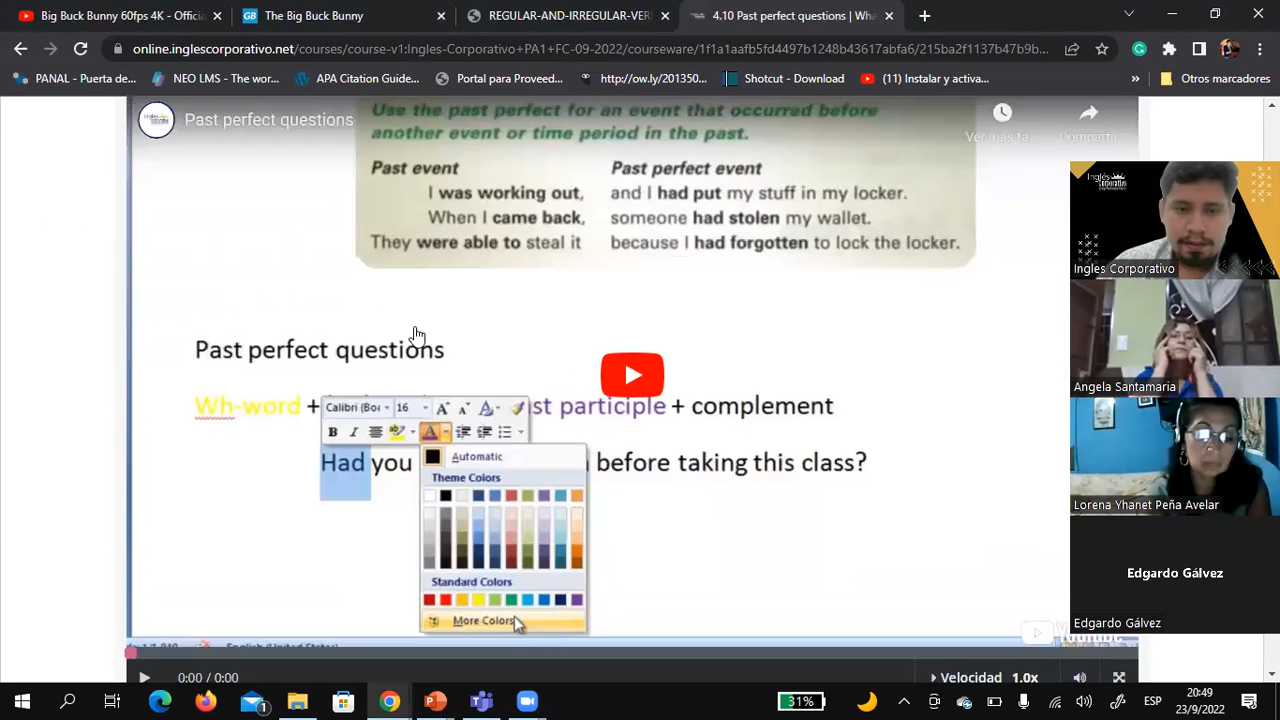 Big Buck Bunny 60fps 4K - Officia
The Big Buck Bunny
REGULAR-AND-IRREGULAR-VER
4.10 Past perfect questions | Wha
online.inglescorporativo.net/courses/course-v1:Ingles-Corporativo+PA1+FC-09-2022/courseware/1f1a1aafb5fd4497b1248b43617abfa6/215ba2f1137b47b9b...
PANAL - Puerta de...
NEO LMS - The wor...
APA Citation Guide...
Portal para Proveed...
http://ow.ly/201350...
Shotcut - Download
(11) Instalar y activa...
»
Otros marcadores
Use the past perfect for an event that occurred before
Past perfect questions
another event or time period in the past.
Ver más ta
Compartir
Past event
Past perfect event
I was working out,
and I had put my stuff in my locker.
When I came back,
someone had stolen my wallet.
They were able to steal it
because I had forgotten to lock the locker.
Ingles Corporativo
Past perfect questions
Angela Santamaria
Wh-word +
st participle + complement
Calibri (Bo
16
Had you
before taking this class?
Automatic
Theme Colors
Lorena Yhanet Peña Avelar
Standard Colors
More Colors
Edgardo Gálvez
Edgardo Gálvez
English (United States)
0:00 / 0:00
Velocidad 1.0x
31%
ESP
20:49
23/9/2022